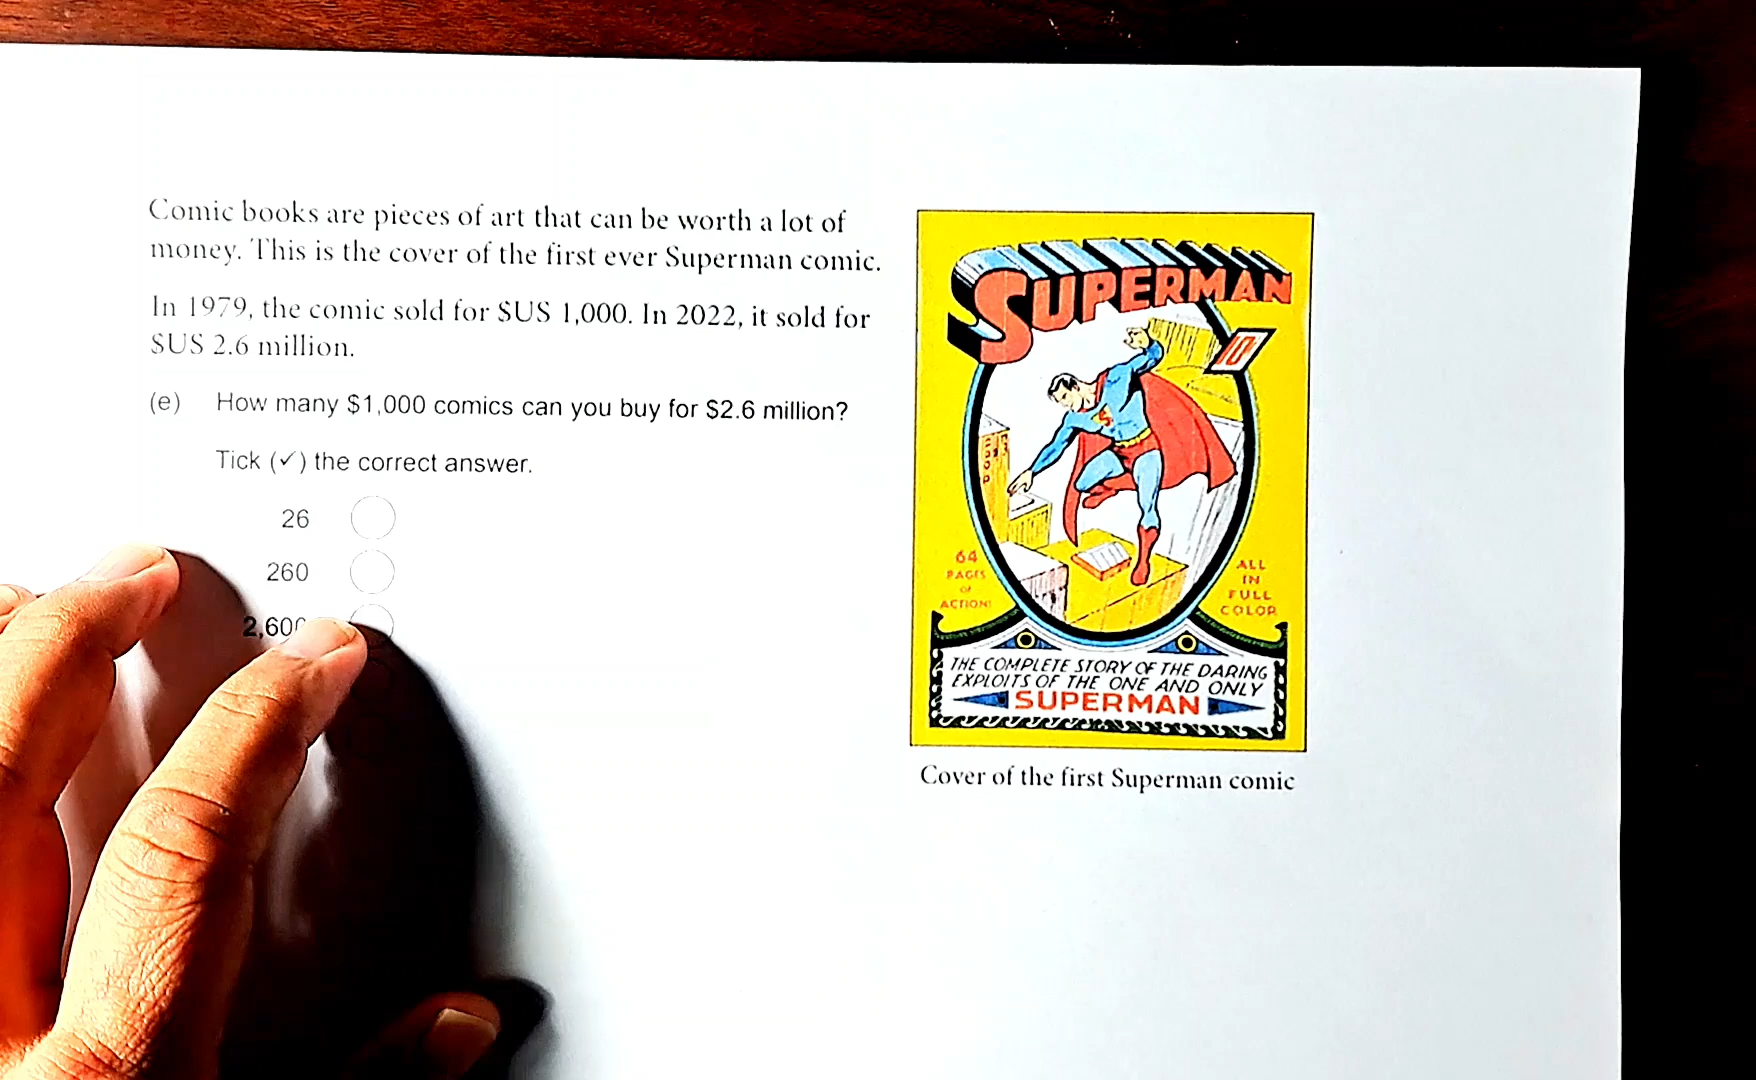 Comic books are pieces of art that can be worth a lot of
money. This is the cover of the first ever Superman comic.
In 1979, the comic sold for $US 1,000. In 2022, it sold for
$US 2.6 million.
(e) How many $1,000 comics can you buy for $2.6 million?
Tick (✓) the correct answer.
26
260
SUPERMAN
10¢
64
PAGES
OF
ACTION!
ALL
IN
FULL
COLOR
THE COMPLETE STORY OF THE DARING
EXPLOITS OF THE ONE AND ONLY
SUPERMAN
Cover of the first Superman comic